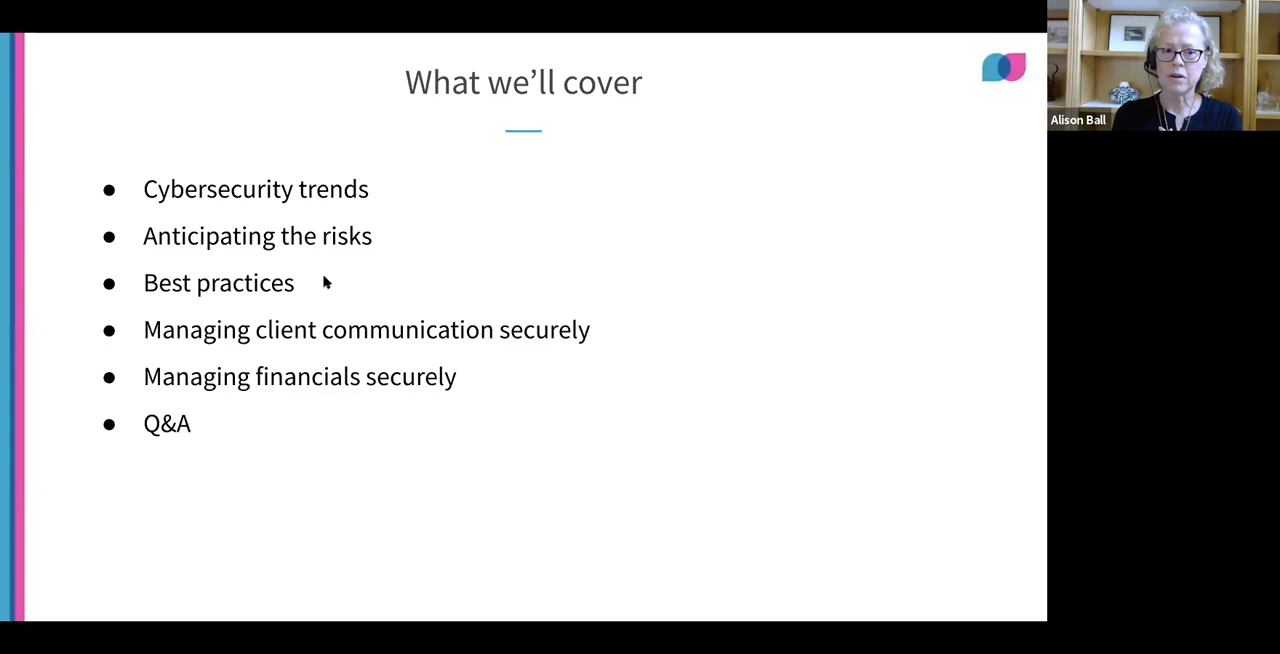 What we’ll cover
Alison Ball
● Cybersecurity trends
● Anticipating the risks
● Best practices
● Managing client communication securely
● Managing financials securely
● Q&A